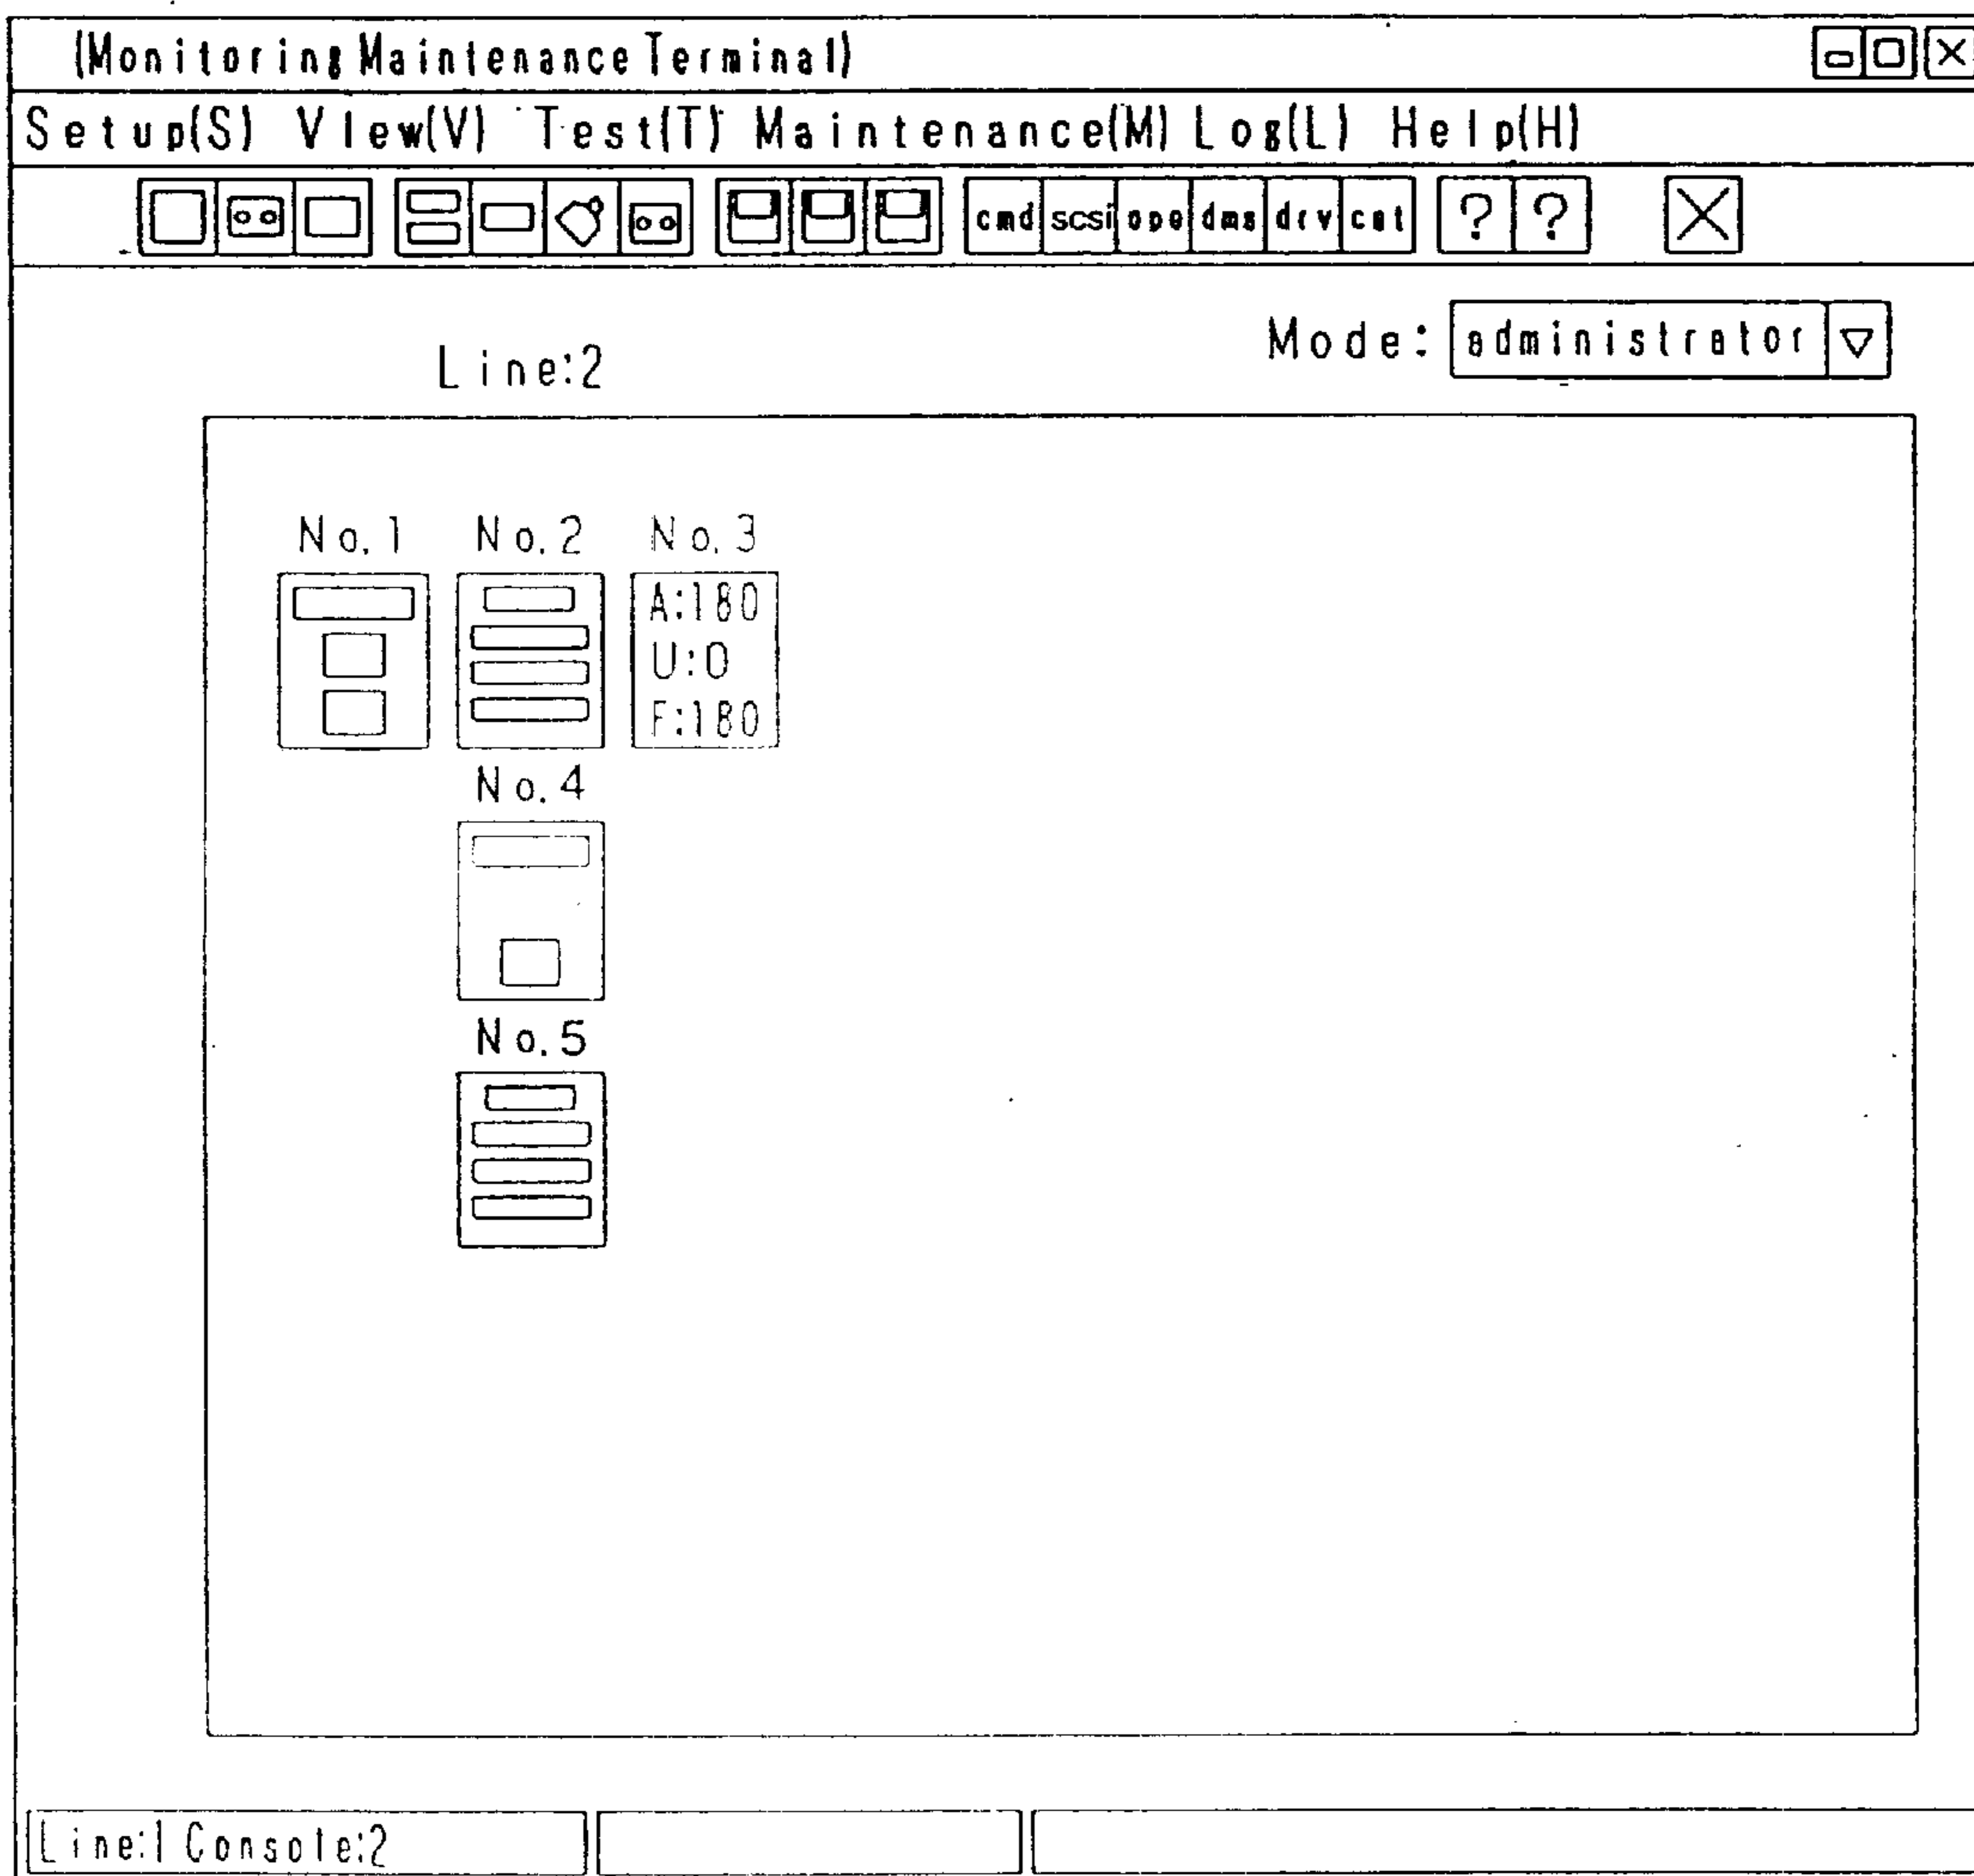 (Monitoring Maintenance Terminal)
Setup(S) VIew(V) Test(T) Maintenance(M) Log(L) Help(H)
cmd scsi ope dms drv cnt ? ?
Mode: administrator
Line:2
No.1 No.2 No.3
A:180
U:0
F:180
No.4
No.5
Line:1 Console:2